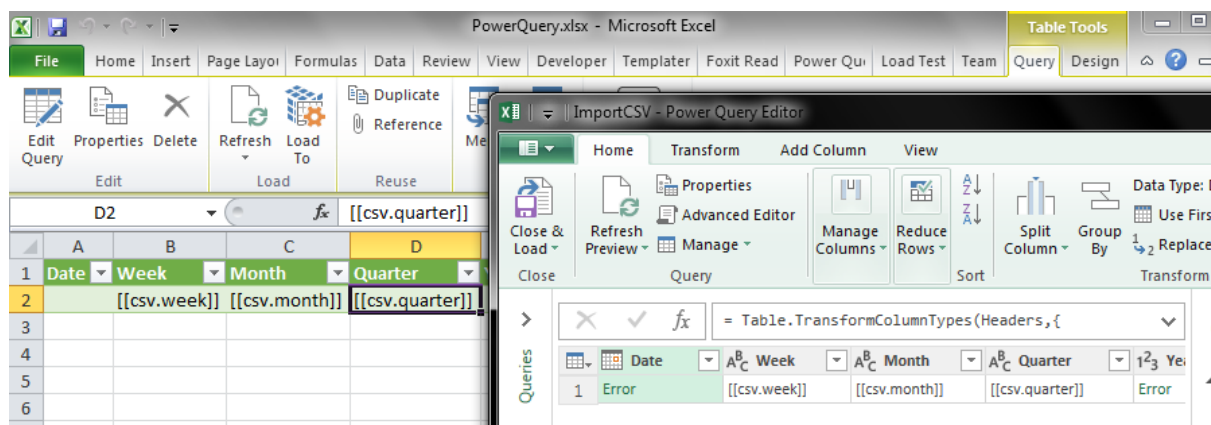 PowerQuery.xlsx - Microsoft Excel
Table Tools
File Home Insert Page Layou Formulas Data Review View Developer Templater Foxit Read Power Qu Load Test Team Query Design
Edit Query
Properties
Delete
Edit
Refresh
Load To
Load
Duplicate
Reference
Reuse
Me
D2
fx
[[csv.quarter]]
A B C D
1 Date Week Month Quarter
2 [[csv.week]] [[csv.month]] [[csv.quarter]]
3
4
5
6
ImportCSV - Power Query Editor
Home Transform Add Column View
Close & Load
Close
Refresh Preview
Properties
Advanced Editor
Manage
Query
Manage Columns
Reduce Rows
Sort
Split Column
Group By
Data Type:
Use Firs
Replace
Transform
fx
= Table.TransformColumnTypes(Headers,{
Queries
Date ABC Week ABC Month ABC Quarter 123 Yea
1 Error [[csv.week]] [[csv.month]] [[csv.quarter]] Error